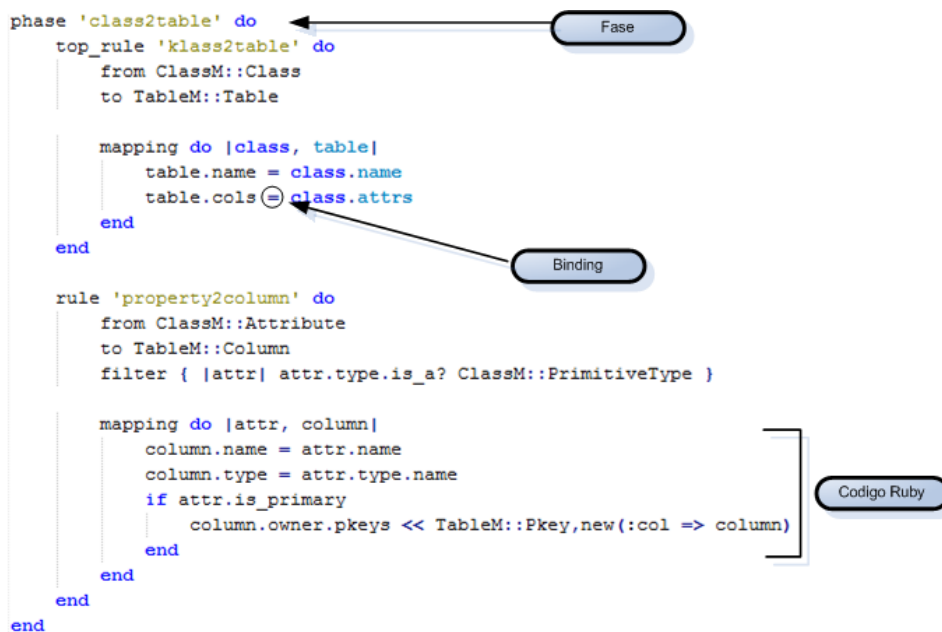 phase 'class2table' do
Fase
top_rule 'klass2table' do
from ClassM::Class
to TableM::Table
mapping do |class, table|
table.name = class.name
table.cols = class.attrs
end
end
Binding
rule 'property2column' do
from ClassM::Attribute
to TableM::Column
filter { |attr| attr.type.is_a? ClassM::PrimitiveType }
mapping do |attr, column|
column.name = attr.name
column.type = attr.type.name
if attr.is_primary
column.owner.pkeys << TableM::Pkey,new(:col => column)
end
end
end
end
Codigo Ruby